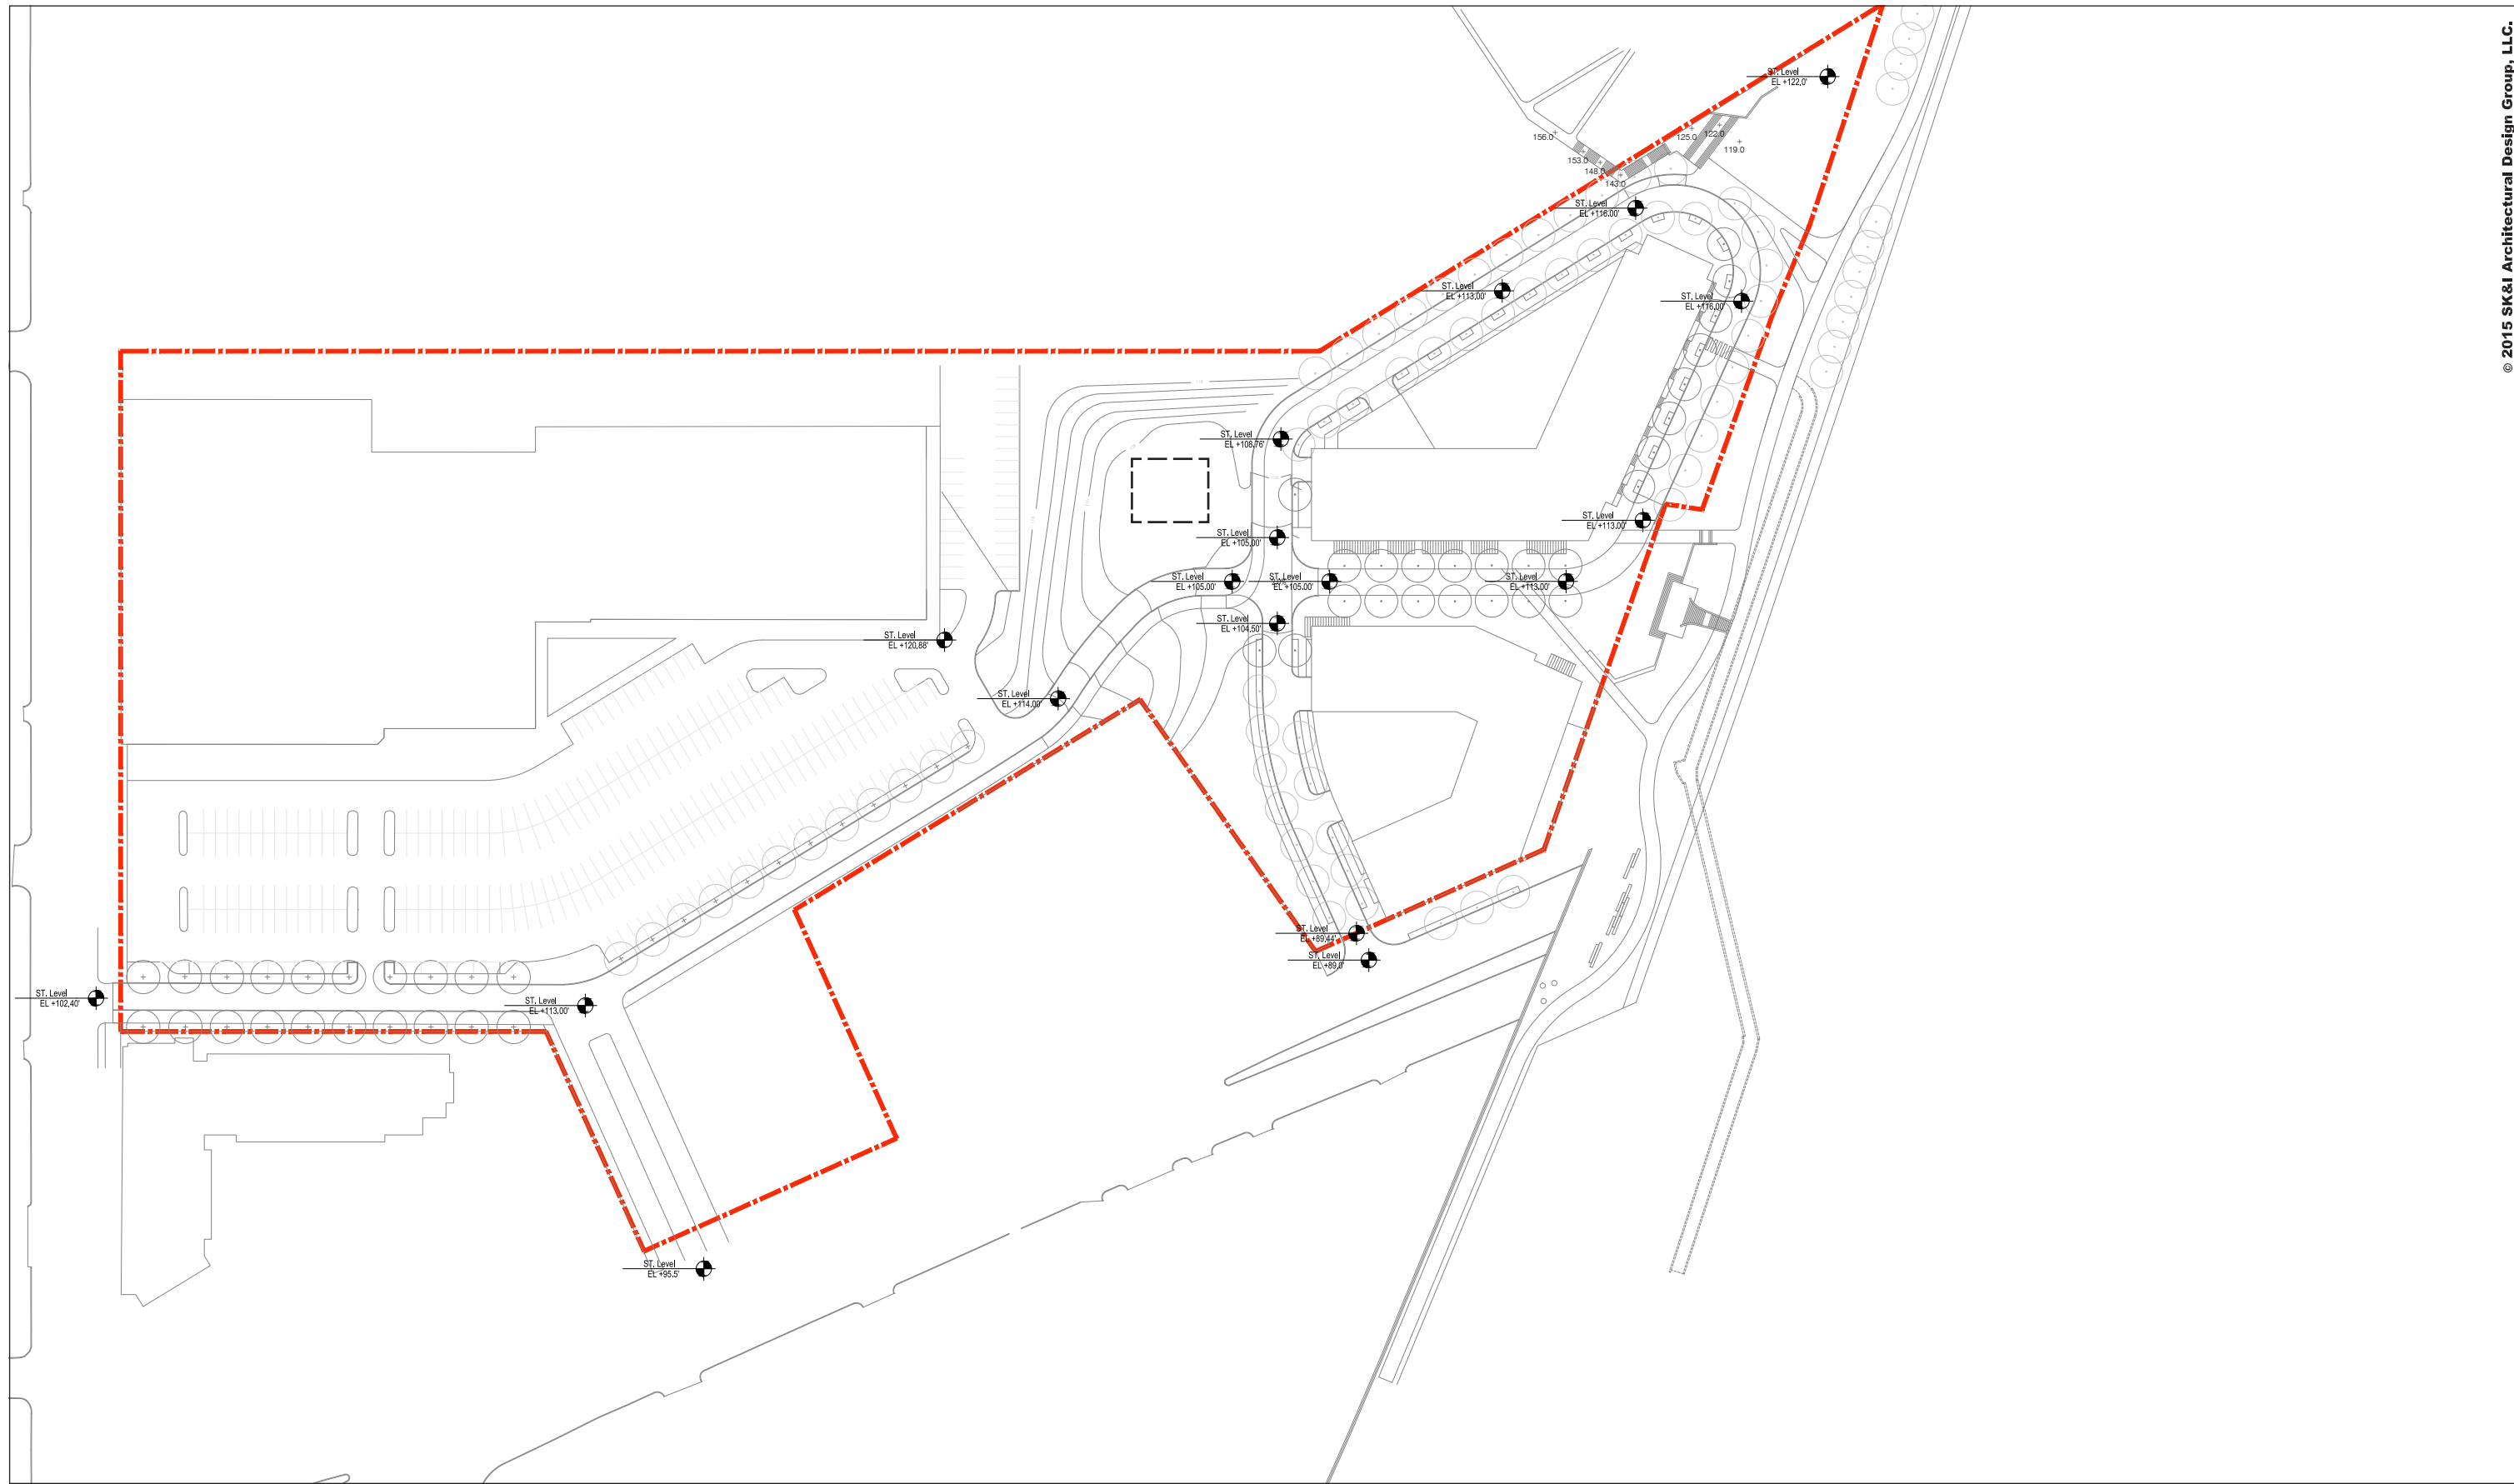 © 2015 SK&I Architectural Design Group, LLC.
ST. Level
EL +122.0'
125.0
122.0
119.0
156.0
153.0
148.0
143.0
ST. Level
EL +116.00'
ST. Level
EL +113.00'
ST. Level
EL +116.00'
ST. Level
EL +108.76'
ST. Level
EL +113.00'
ST. Level
EL +105.00'
ST. Level
EL +105.00'
ST. Level
EL +105.00'
ST. Level
EL +113.00'
ST. Level
EL +104.50'
ST. Level
EL +120.88'
ST. Level
EL +114.00'
ST. Level
EL +89.44'
ST. Level
EL +89.0'
ST. Level
EL +102.40'
ST. Level
EL +113.00'
ST. Level
EL +95.5'